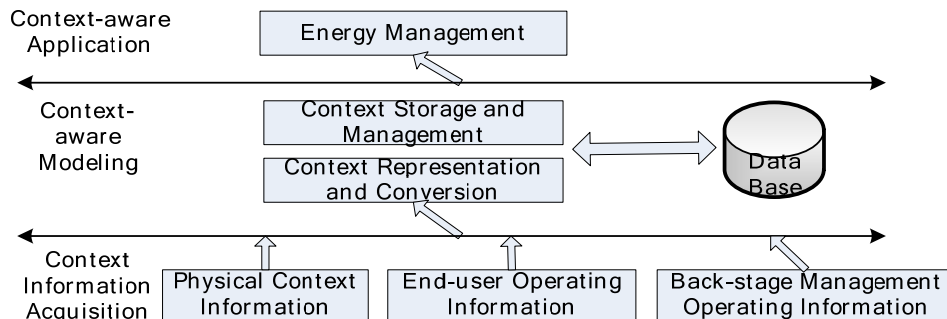 Context-aware
Application
Energy Management
Context-
aware
Modeling
Context Storage and
Management
Context Representation
and Conversion
Data
Base
Context
Information
Acquisition
Physical Context
Information
End-user Operating
Information
Back-stage Management
Operating Information